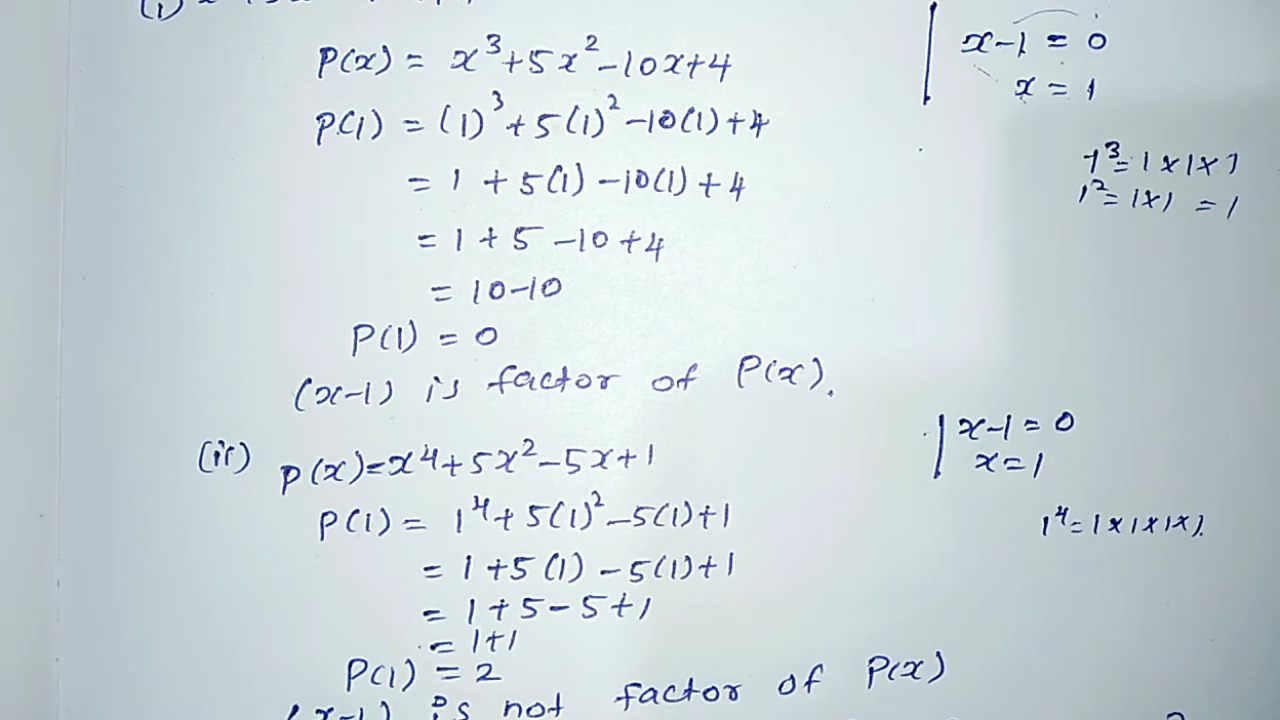 (i)
P(x) = x³+5x²-10x+4
x-1 = 0
x = 1
P(1) = (1)³+5(1)²-10(1)+4
1³=1×1×1
= 1+5(1)-10(1)+4
1²=1×1 =1
= 1+5-10+4
= 10-10
P(1) = 0
(x-1) is factor of P(x).
(ii) p(x)=x⁴+5x²-5x+1
x-1=0
x=1
P(1) = 1⁴+5(1)²-5(1)+1
1⁴=1×1×1×1.
= 1+5(1)-5(1)+1
= 1+5-5+1
= 1+1
P(1) = 2
(x-1) is not factor of P(x)